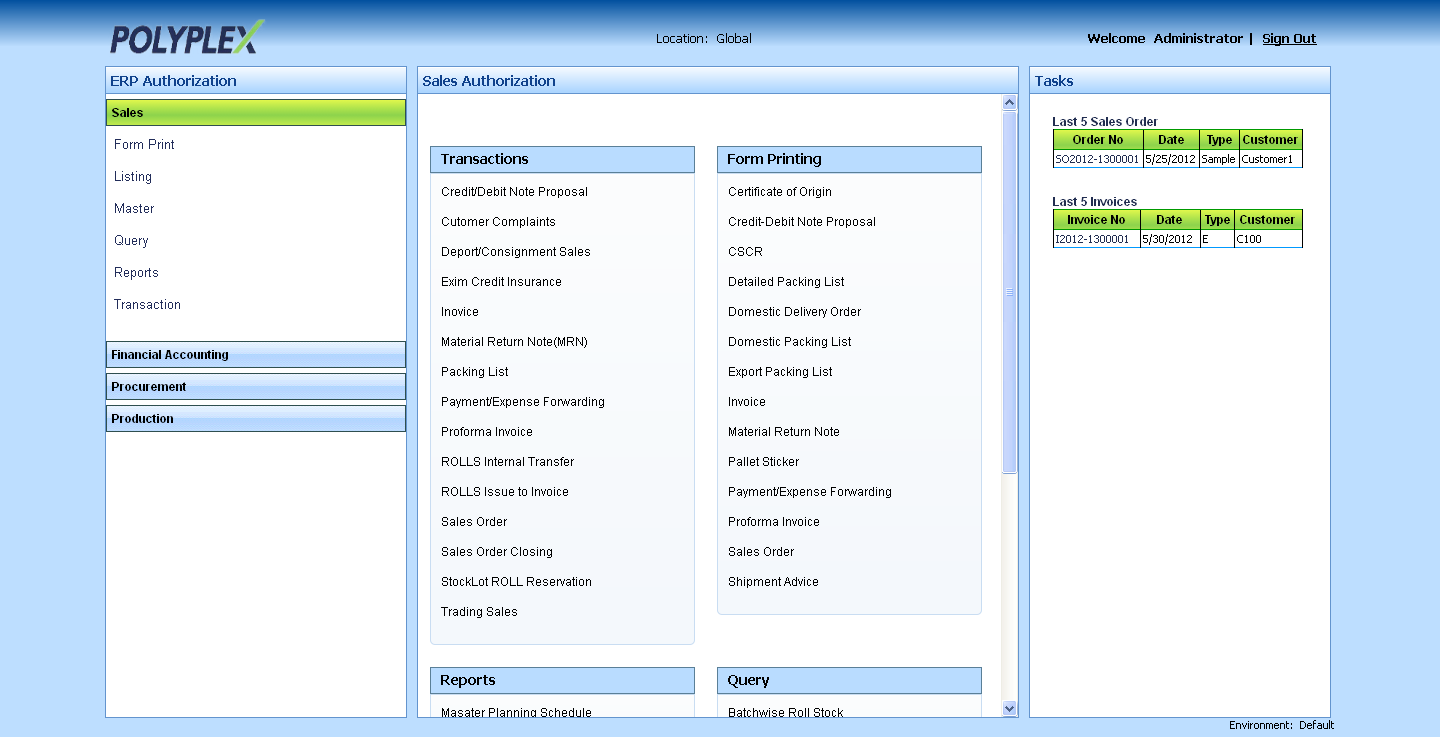 POLYPLEX
Location: Global
Welcome Administrator | Sign Out
ERP Authorization
Sales
Form Print
Listing
Master
Query
Reports
Transaction
Financial Accounting
Procurement
Production
Sales Authorization
Transactions
Credit/Debit Note Proposal
Cutomer Complaints
Deport/Consignment Sales
Exim Credit Insurance
Inovice
Material Return Note(MRN)
Packing List
Payment/Expense Forwarding
Proforma Invoice
ROLLS Internal Transfer
ROLLS Issue to Invoice
Sales Order
Sales Order Closing
StockLot ROLL Reservation
Trading Sales
Form Printing
Certificate of Origin
Credit-Debit Note Proposal
CSCR
Detailed Packing List
Domestic Delivery Order
Domestic Packing List
Export Packing List
Invoice
Material Return Note
Pallet Sticker
Payment/Expense Forwarding
Proforma Invoice
Sales Order
Shipment Advice
Reports
Masater Planning Schedule
Query
Batchwise Roll Stock
Tasks
Last 5 Sales Order
Order No Date Type Customer
SO2012-1300001 5/25/2012 Sample Customer1
Last 5 Invoices
Invoice No Date Type Customer
I2012-1300001 5/30/2012 E C100
Environment: Default